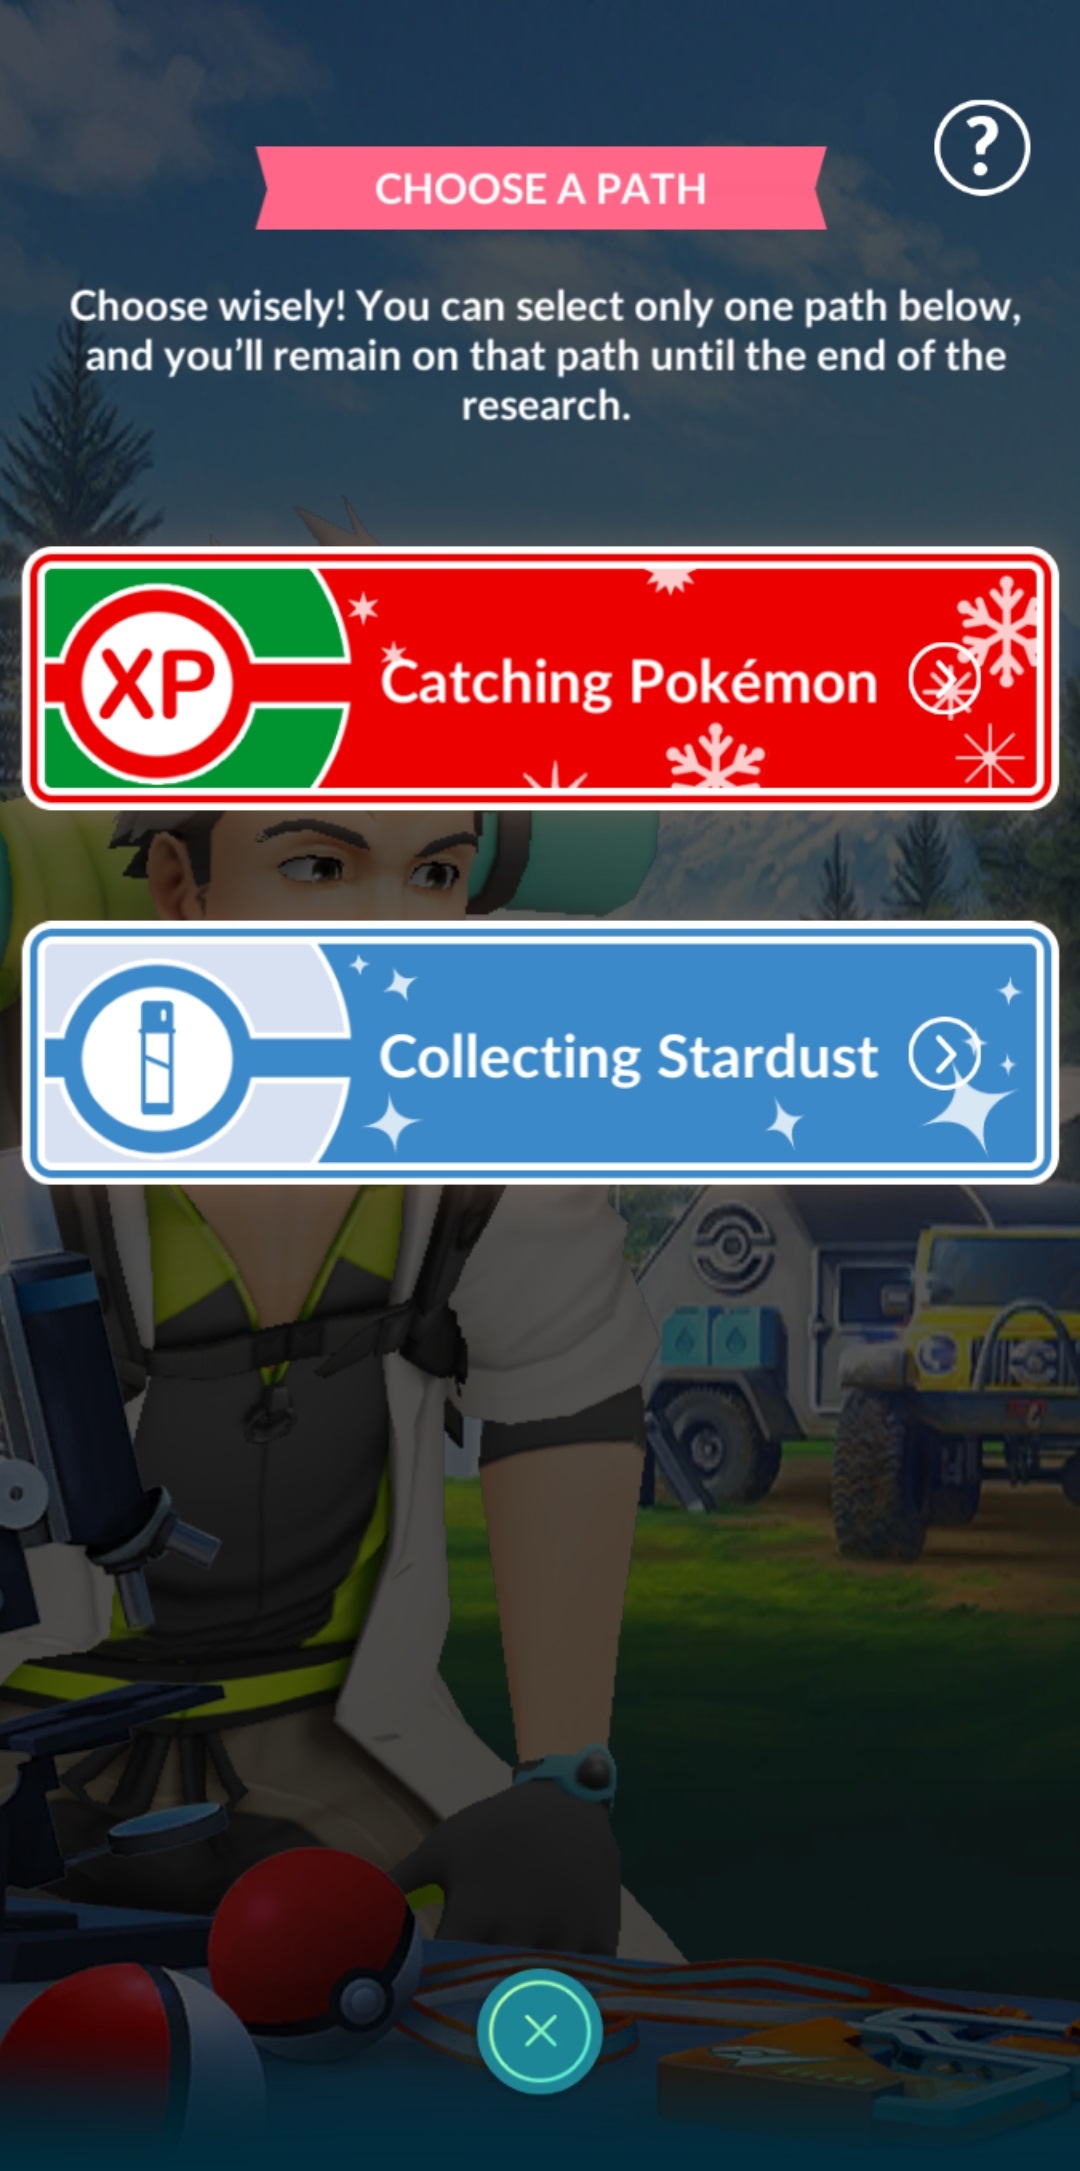 ?
CHOOSE A PATH
Choose wisely! You can select only one path below,
and you’ll remain on that path until the end of the
research.
XP
Catching Pokémon
Collecting Stardust